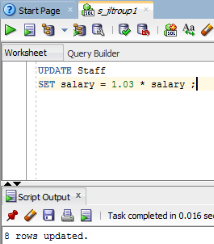 Start Page
s_jltroup1
Worksheet
Query Builder
UPDATE Staff
SET salary = 1.03 * salary ;
Script Output
Task completed in 0.016 sec
8 rows updated.